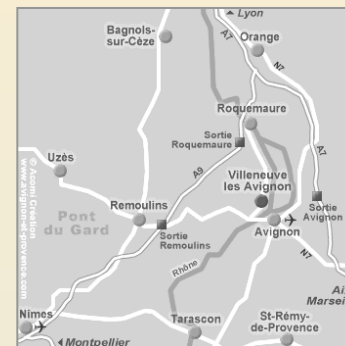 Lyon
Bagnols-
sur-Cèze
A7
Orange
N7
Roquemaure
Sortie
Roquemaure
A7
Uzès
A9
Villeneuve
les Avignon
Remoulins
Pont
du Gard
Sortie
Remoulins
Avignon
Sortie
Avignon
Rhône
N7
Ai
Marsei
Nîmes
Tarascon
St-Rémy-
de-Provence
Montpellier
© Acomi Création
www.avignon-et-provence.com